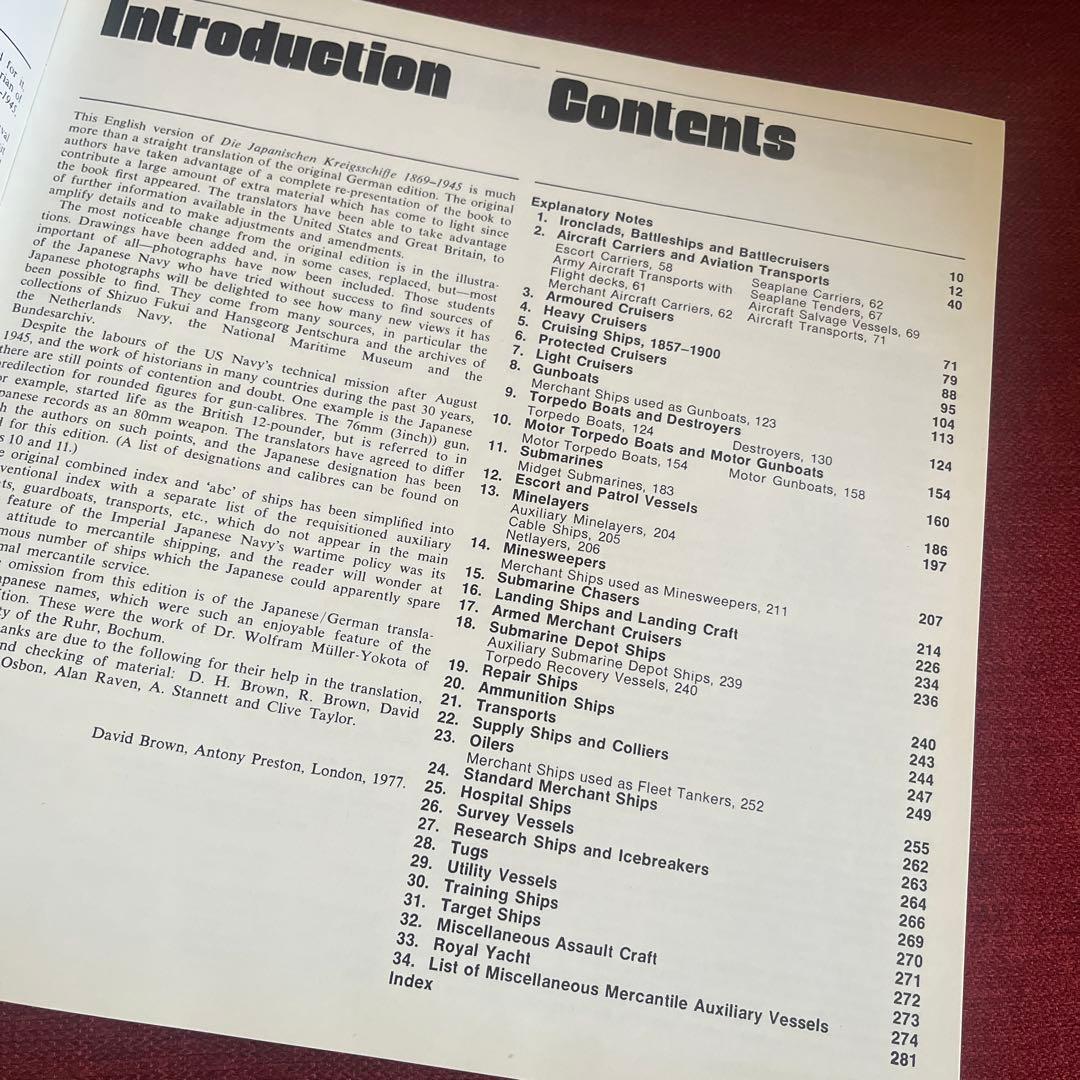 for it,
rian of
–1945.
Introduction
This English version of Die Japanischen Kreigsschiffe 1869–1945 is much
more than a straight translation of the original German edition. The original
authors have taken advantage of a complete re-presentation of the book to
contribute a large amount of extra material which has come to light since
the book first appeared. The translators have been able to take advantage
of further information available in the United States and Great Britain, to
amplify details and to make adjustments and amendments.
The most noticeable change from the original edition is in the illustra-
tions. Drawings have been added and, in some cases, replaced, but—most
important of all—photographs have now been included. Those students
of the Japanese Navy who have tried without success to find sources of
Japanese photographs will be delighted to see how many new views it has
been possible to find. They come from many sources, in particular the
collections of Shizuo Fukui and Hansgeorg Jentschura and the archives of
the Netherlands Navy, the National Maritime Museum and the
Bundesarchiv.
Despite the labours of the US Navy's technical mission after August
1945, and the work of historians in many countries during the past 30 years,
there are still points of contention and doubt. One example is the Japanese
predilection for rounded figures for gun-calibres. The 76mm (3inch)) gun,
or example, started life as the British 12-pounder, but is referred to in
panese records as an 80mm weapon. The translators have agreed to differ
h the authors on such points, and the Japanese designation has been
for this edition. (A list of designations and calibres can be found on
s 10 and 11.)
e original combined index and 'abc' of ships has been simplified into
ventional index with a separate list of the requisitioned auxiliary
ts, guardboats, transports, etc., which do not appear in the main
feature of the Imperial Japanese Navy's wartime policy was its
attitude to mercantile shipping, and the reader will wonder at
mous number of ships which the Japanese could apparently spare
mal mercantile service.
omission from this edition is of the Japanese/German transla-
apanese names, which were such an enjoyable feature of the
ition. These were the work of Dr. Wolfram Müller-Yokota of
ty of the Ruhr, Bochum.
anks are due to the following for their help in the translation,
nd checking of material: D. H. Brown, R. Brown, David
Osbon, Alan Raven, A. Stannett and Clive Taylor.
David Brown, Antony Preston, London, 1977.
Contents
Explanatory Notes 10
1. Ironclads, Battleships and Battlecruisers 12
2. Aircraft Carriers and Aviation Transports 40
Escort Carriers, 58 Seaplane Carriers, 62
Army Aircraft Transports with Seaplane Tenders, 67
Flight decks, 61 Aircraft Salvage Vessels, 69
Merchant Aircraft Carriers, 62 Aircraft Transports, 71
3. Armoured Cruisers 71
4. Heavy Cruisers 79
5. Cruising Ships, 1857–1900 88
6. Protected Cruisers 95
7. Light Cruisers 104
8. Gunboats 113
Merchant Ships used as Gunboats, 123
9. Torpedo Boats and Destroyers 124
Torpedo Boats, 124 Destroyers, 130
10. Motor Torpedo Boats and Motor Gunboats 154
Motor Torpedo Boats, 154 Motor Gunboats, 158
11. Submarines 160
Midget Submarines, 183
12. Escort and Patrol Vessels 186
13. Minelayers 197
Auxiliary Minelayers, 204
Cable Ships, 205
Netlayers, 206
14. Minesweepers 207
Merchant Ships used as Minesweepers, 211
15. Submarine Chasers 214
16. Landing Ships and Landing Craft 226
17. Armed Merchant Cruisers 234
18. Submarine Depot Ships 236
Auxiliary Submarine Depot Ships, 239
Torpedo Recovery Vessels, 240
19. Repair Ships 240
20. Ammunition Ships 243
21. Transports 244
22. Supply Ships and Colliers 247
23. Oilers 249
Merchant Ships used as Fleet Tankers, 252
24. Standard Merchant Ships 255
25. Hospital Ships 262
26. Survey Vessels 263
27. Research Ships and Icebreakers 264
28. Tugs 266
29. Utility Vessels 269
30. Training Ships 270
31. Target Ships 271
32. Miscellaneous Assault Craft 272
33. Royal Yacht 273
34. List of Miscellaneous Mercantile Auxiliary Vessels 274
Index 281